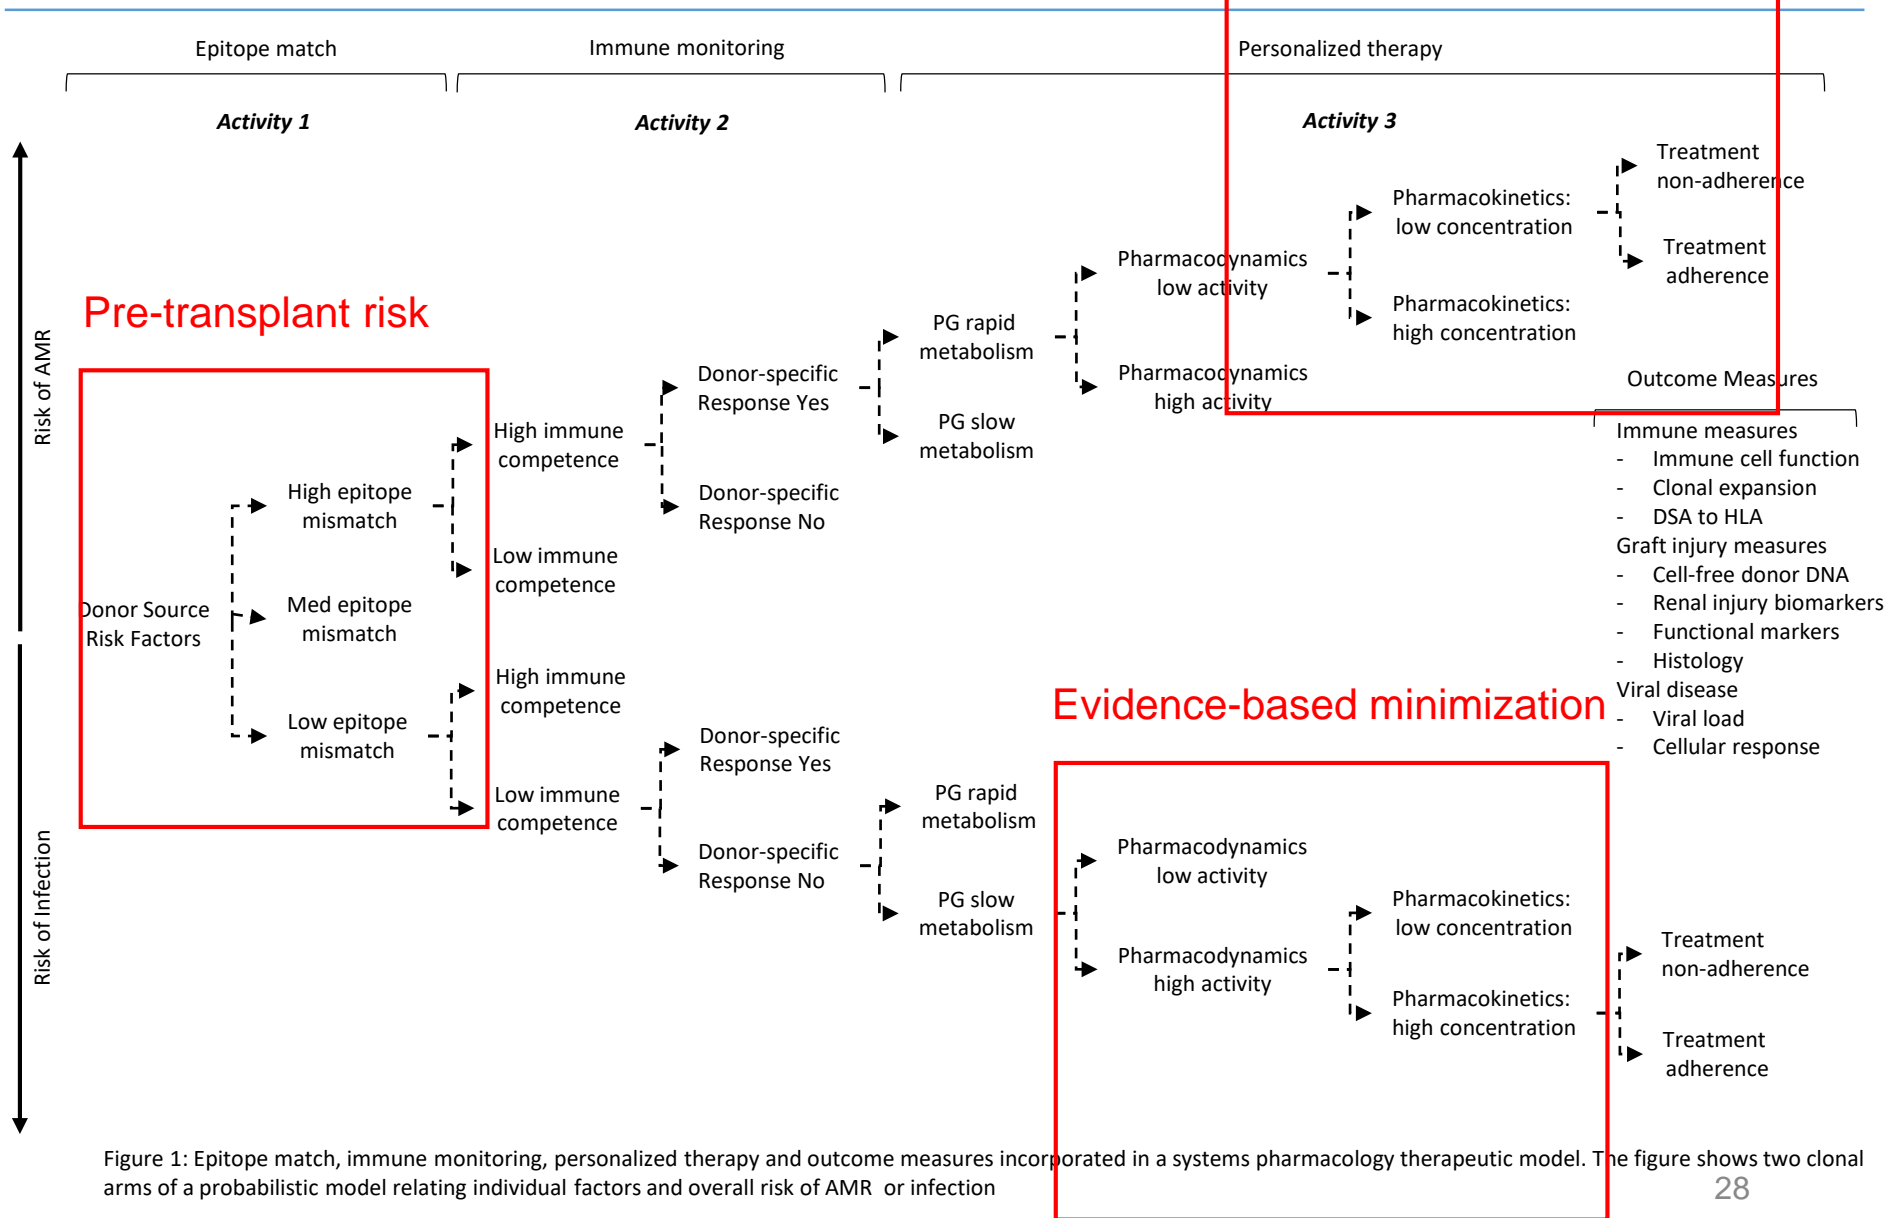 Epitope match
Immune monitoring
Personalized therapy
Activity 1
Activity 2
Activity 3
Risk of AMR
Risk of Infection
Pre-transplant risk
Donor Source
Risk Factors
High epitope
mismatch
Med epitope
mismatch
Low epitope
mismatch
High immune
competence
Low immune
competence
High immune
competence
Low immune
competence
Donor-specific
Response Yes
Donor-specific
Response No
Donor-specific
Response Yes
Donor-specific
Response No
PG rapid
metabolism
PG slow
metabolism
PG rapid
metabolism
PG slow
metabolism
Pharmacodynamics
low activity
Pharmacodynamics
high activity
Pharmacokinetics:
low concentration
Pharmacokinetics:
high concentration
Treatment
non-adherence
Treatment
adherence
Outcome Measures
Immune measures
- Immune cell function
- Clonal expansion
- DSA to HLA
Graft injury measures
- Cell-free donor DNA
- Renal injury biomarkers
- Functional markers
- Histology
Viral disease
- Viral load
- Cellular response
Evidence-based minimization
Pharmacodynamics
low activity
Pharmacodynamics
high activity
Pharmacokinetics:
low concentration
Pharmacokinetics:
high concentration
Treatment
non-adherence
Treatment
adherence
Figure 1: Epitope match, immune monitoring, personalized therapy and outcome measures incorporated in a systems pharmacology therapeutic model. The figure shows two clonal
arms of a probabilistic model relating individual factors and overall risk of AMR or infection
28